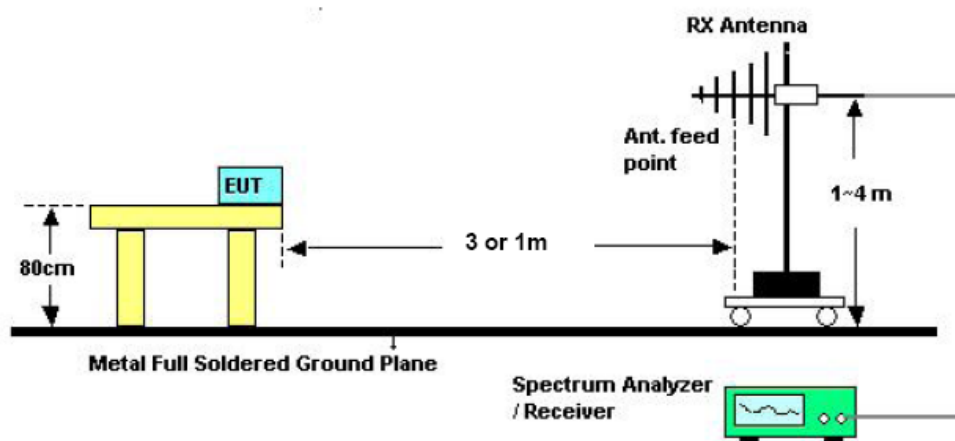 RX Antenna
Ant. feed
point
EUT
1~4 m
3 or 1m
80cm
Metal Full Soldered Ground Plane
Spectrum Analyzer
/ Receiver